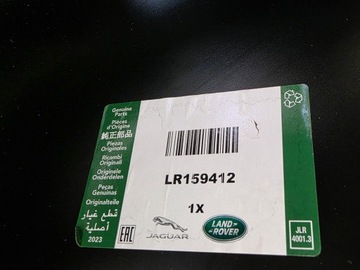 Genuine
Parts
Pièces
d'Origine
純正部品
Piezas
Originales
Ricambi
Originali
Originele
Onderdelen
Peças
Genuinas
Originalteile
قطع غيار
أصلية
2023
LR159412
1X
EAC
JAGUAR
LAND-
ROVER
JLR
4001.3